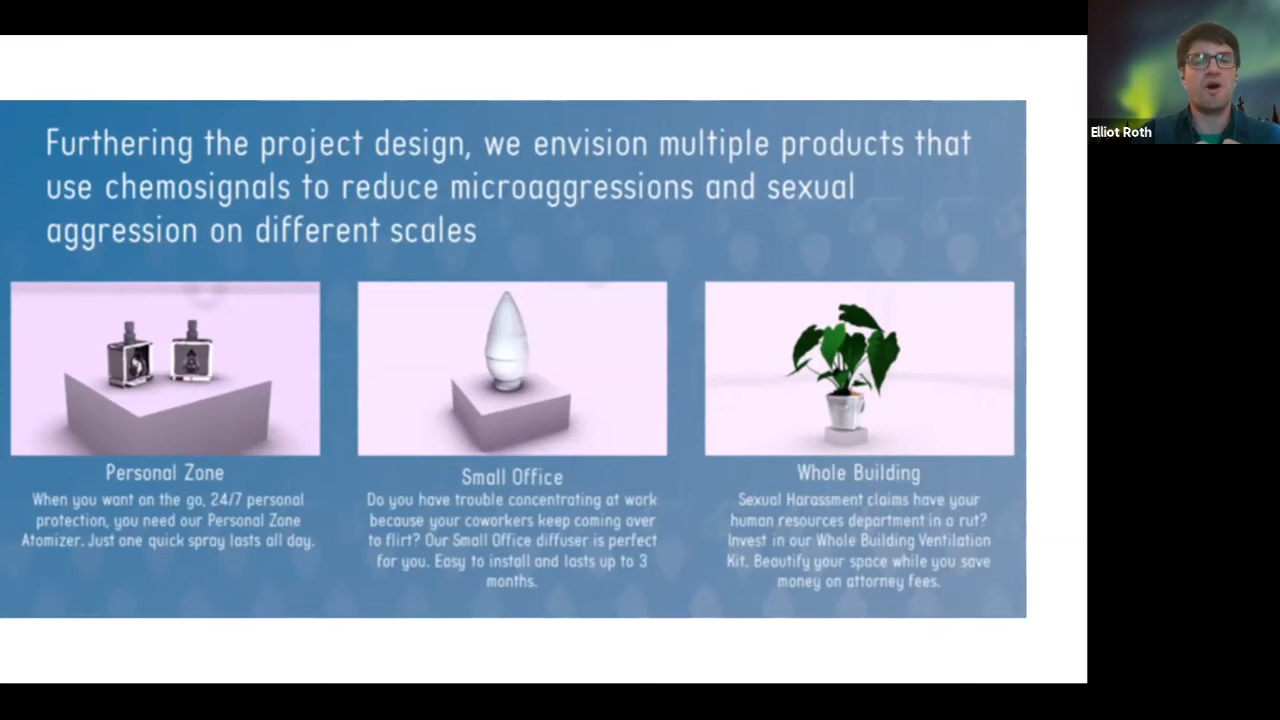 Furthering the project design, we envision multiple products that
use chemosignals to reduce microaggressions and sexual
aggression on different scales
Personal Zone
When you want on the go, 24/7 personal
protection, you need our Personal Zone
Atomizer. Just one quick spray lasts all day.
Small Office
Do you have trouble concentrating at work
because your coworkers keep coming over
to flirt? Our Small Office diffuser is perfect
for you. Easy to install and lasts up to 3
months.
Whole Building
Sexual Harassment claims have your
human resources department in a rut?
Invest in our Whole Building Ventilation
Kit. Beautify your space while you save
money on attorney fees.
Elliot Roth